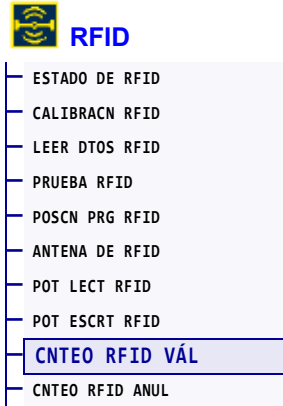 RFID
ESTADO DE RFID
CALIBRACN RFID
LEER DTOS RFID
PRUEBA RFID
POSCN PRG RFID
ANTENA DE RFID
POT LECT RFID
POT ESCRT RFID
CNTEO RFID VÁL
CNTEO RFID ANUL